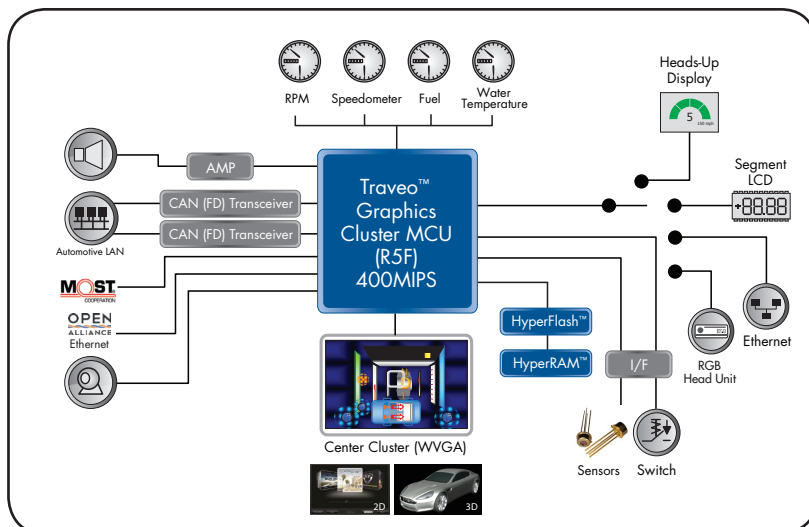 RPM
Speedometer
Fuel
Water
Temperature
Heads-Up
Display
5
Segment
LCD
+88.88
AMP
CAN (FD) Transceiver
CAN (FD) Transceiver
Automotive LAN
Traveo™
Graphics
Cluster MCU
(R5F)
400MIPS
MOST®
COOPERATION
OPEN
ALLIANCE
Ethernet
HyperFlash™
HyperRAM™
I/F
RGB
Head Unit
Ethernet
Center Cluster (WVGA)
Sensors
Switch
2D
3D